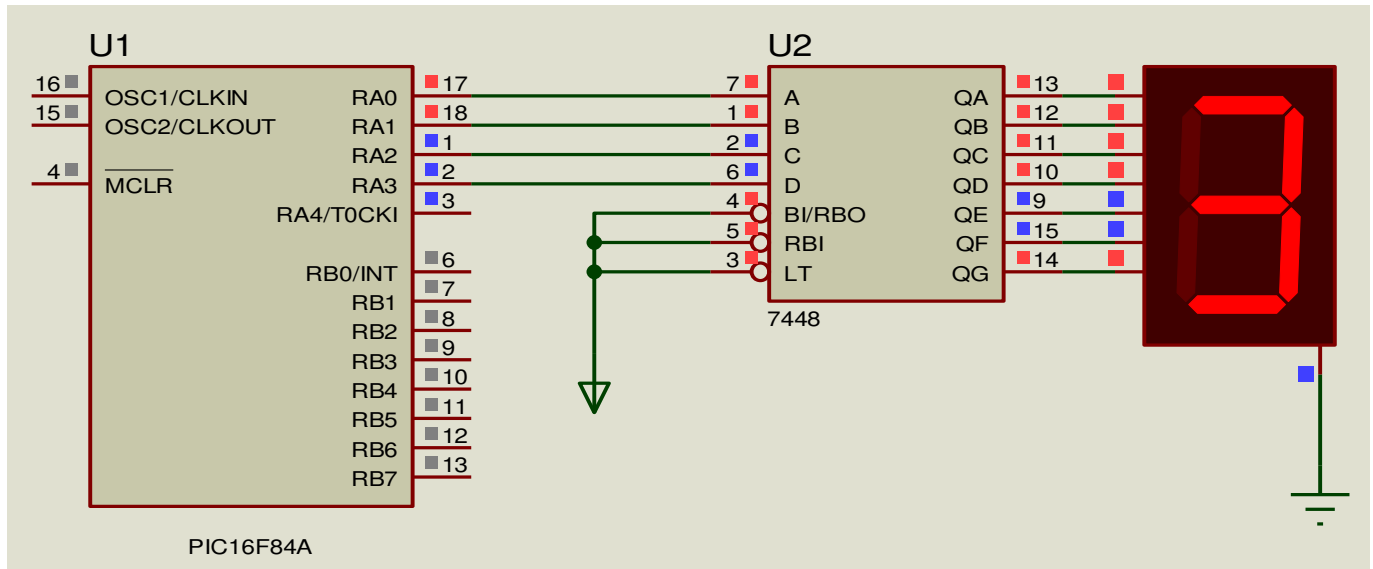 U1
16
15
4
OSC1/CLKIN
OSC2/CLKOUT
MCLR
RA0
RA1
RA2
RA3
RA4/T0CKI
RB0/INT
RB1
RB2
RB3
RB4
RB5
RB6
RB7
17
18
1
2
3
6
7
8
9
10
11
12
13
PIC16F84A
U2
7
1
2
6
4
5
3
A
B
C
D
BI/RBO
RBI
LT
QA
QB
QC
QD
QE
QF
QG
13
12
11
10
9
15
14
7448
3